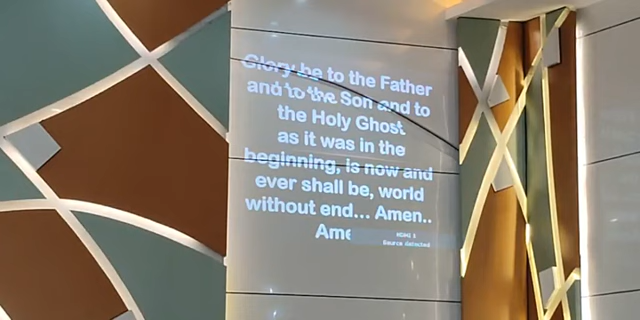 Glory be to the Father
and to the Son and to
the Holy Ghost
as it was in the
beginning, is now and
ever shall be, world
without end... Amen..
Ame
HDMI 1
Source detected